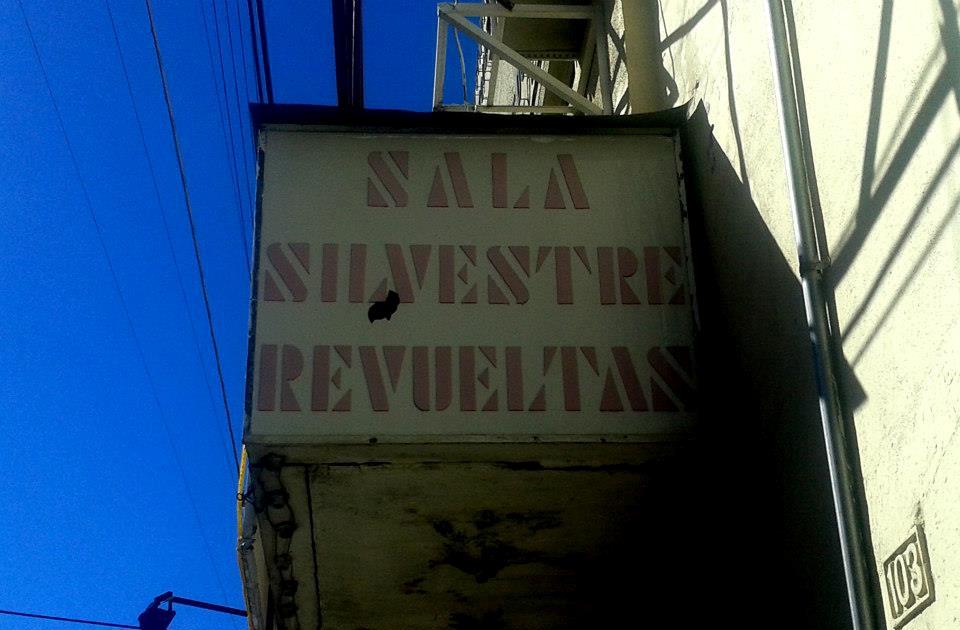 SALA
SILVESTRE
REVUELTAS
103